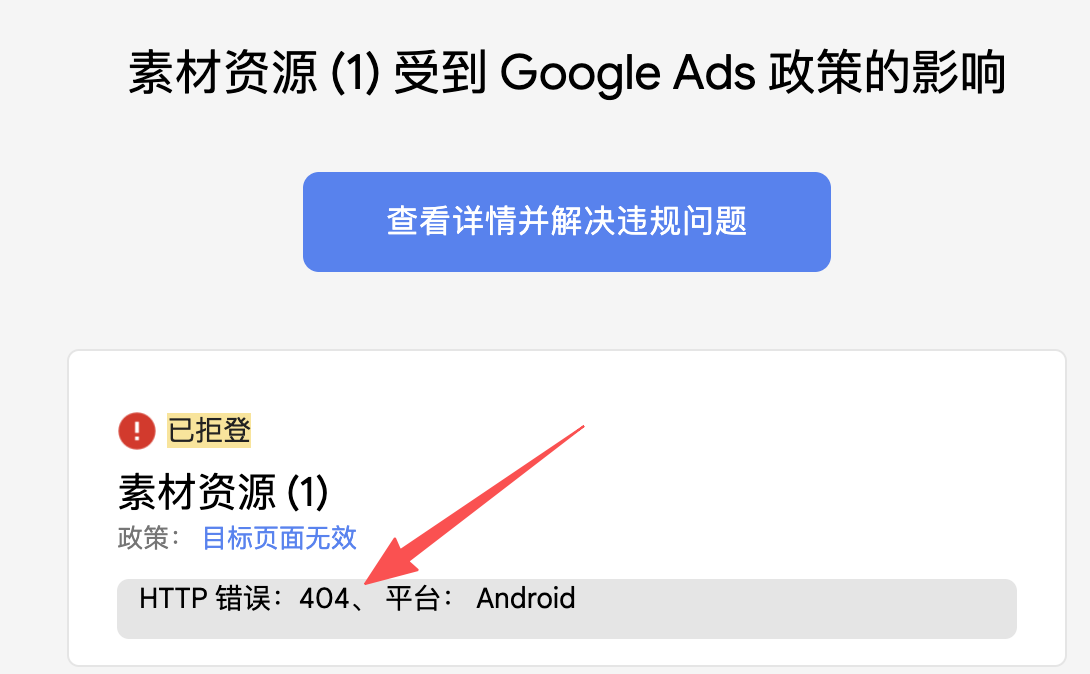 素材资源 (1) 受到 Google Ads 政策的影响
查看详情并解决违规问题
已拒登
素材资源 (1)
政策： 目标页面无效
HTTP 错误：404、 平台： Android